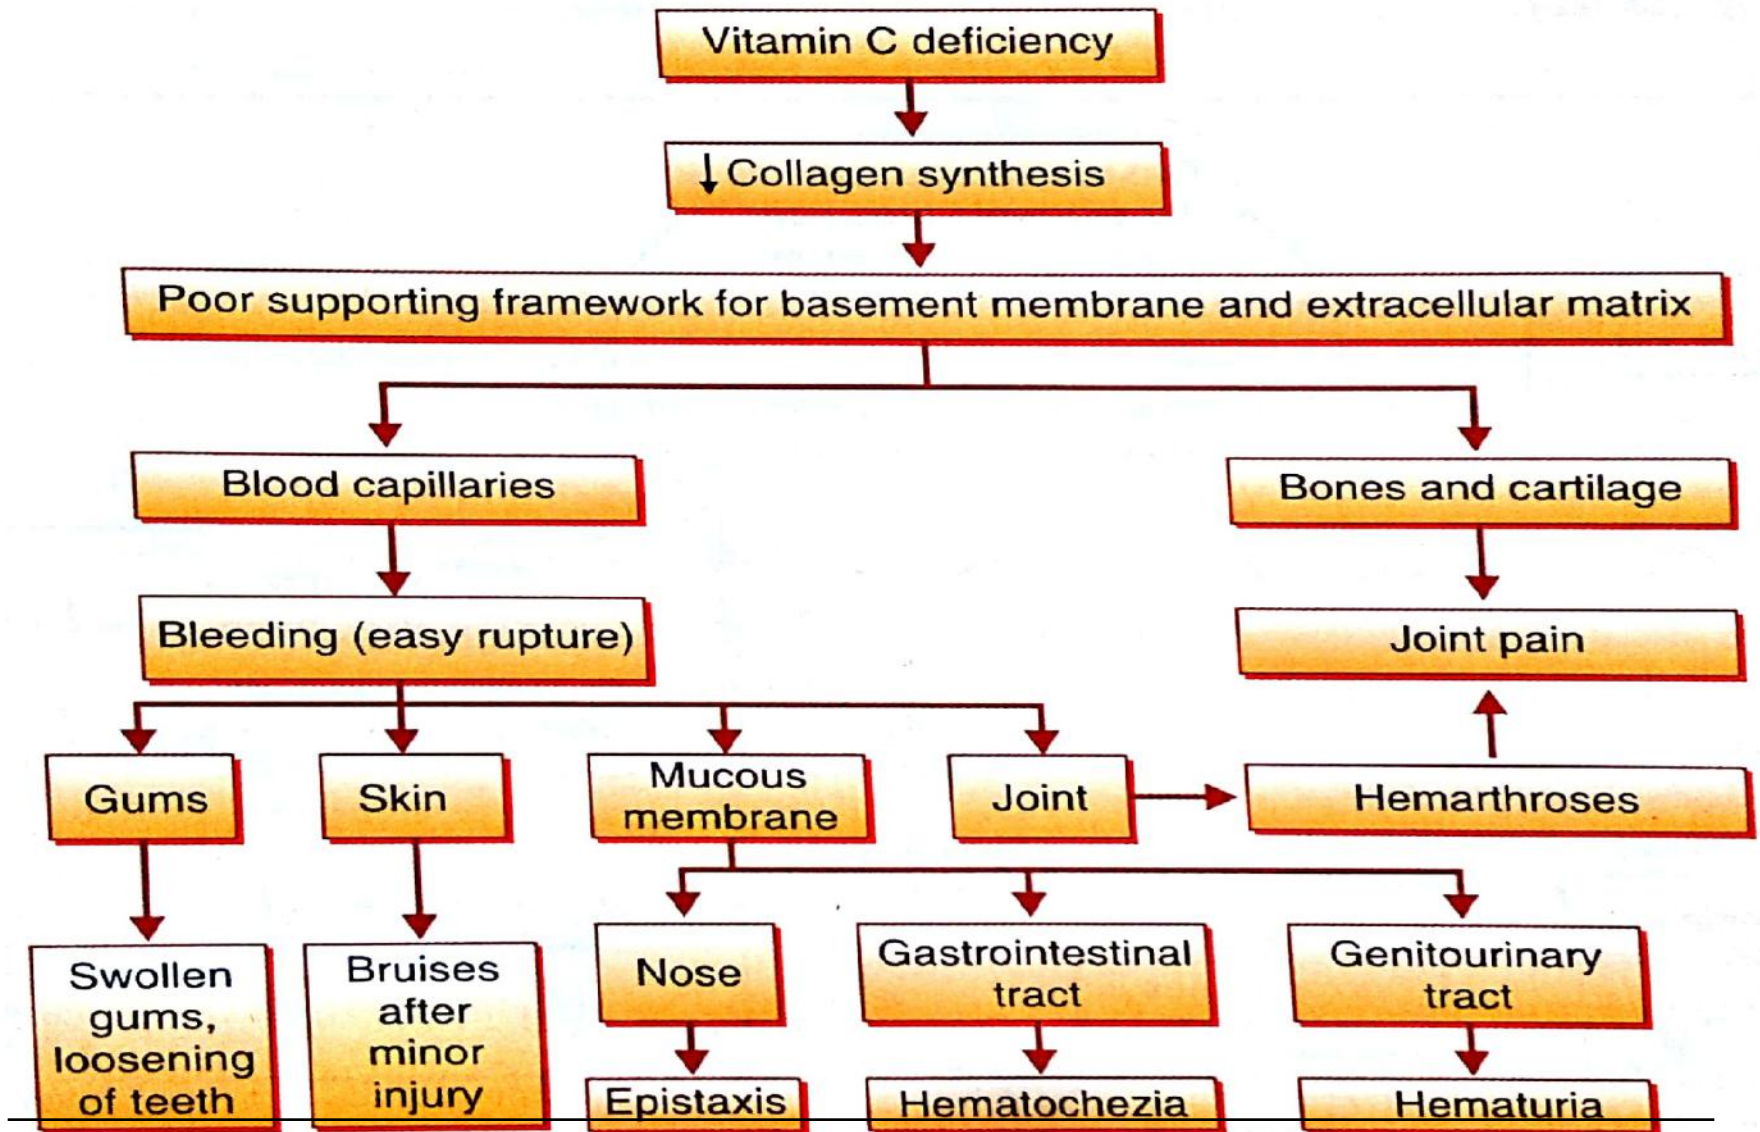 Vitamin C deficiency
↓ Collagen synthesis
Poor supporting framework for basement membrane and extracellular matrix
Blood capillaries
Bones and cartilage
Bleeding (easy rupture)
Joint pain
Gums
Skin
Mucous
membrane
Joint
Hemarthroses
Swollen
gums,
loosening
of teeth
Bruises
after
minor
injury
Nose
Gastrointestinal
tract
Genitourinary
tract
Epistaxis
Hematochezia
Hematuria